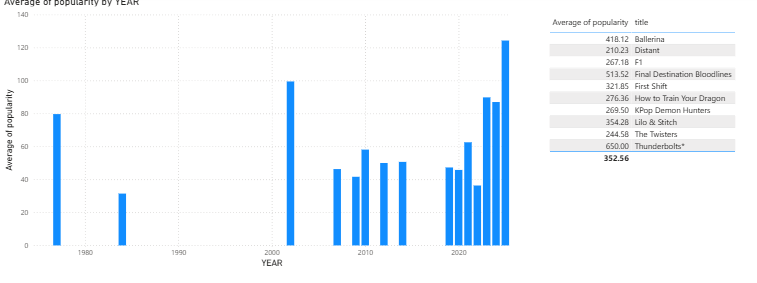 Average of popularity by YEAR
140
120
100
80
60
40
20
0
Average of popularity
1980
1990
2000
2010
2020
YEAR
Average of popularity title
418.12 Ballerina
210.23 Distant
267.18 F1
513.52 Final Destination Bloodlines
321.85 First Shift
276.36 How to Train Your Dragon
269.50 KPop Demon Hunters
354.28 Lilo & Stitch
244.58 The Twisters
650.00 Thunderbolts*
352.56